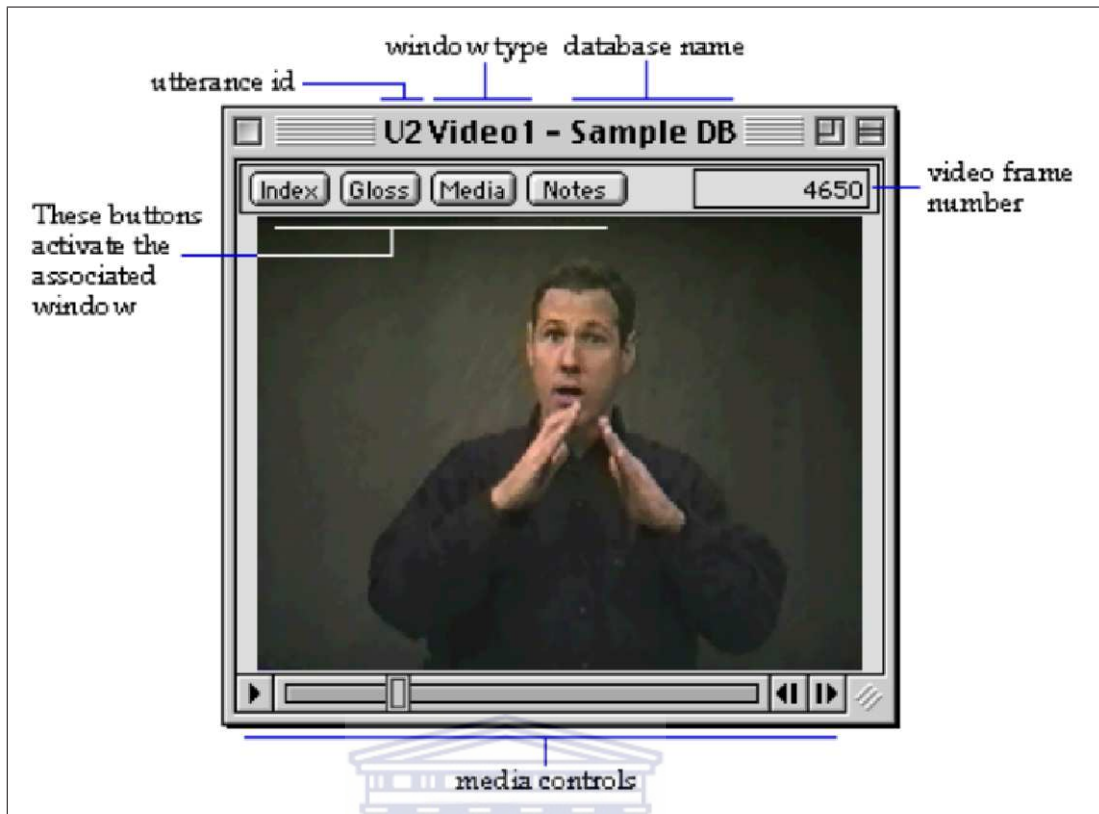 window type database name
utterance id
U2 Video1 - Sample DB
Index Gloss Media Notes 4650
video frame
number
These buttons
activate the
associated
window
media controls